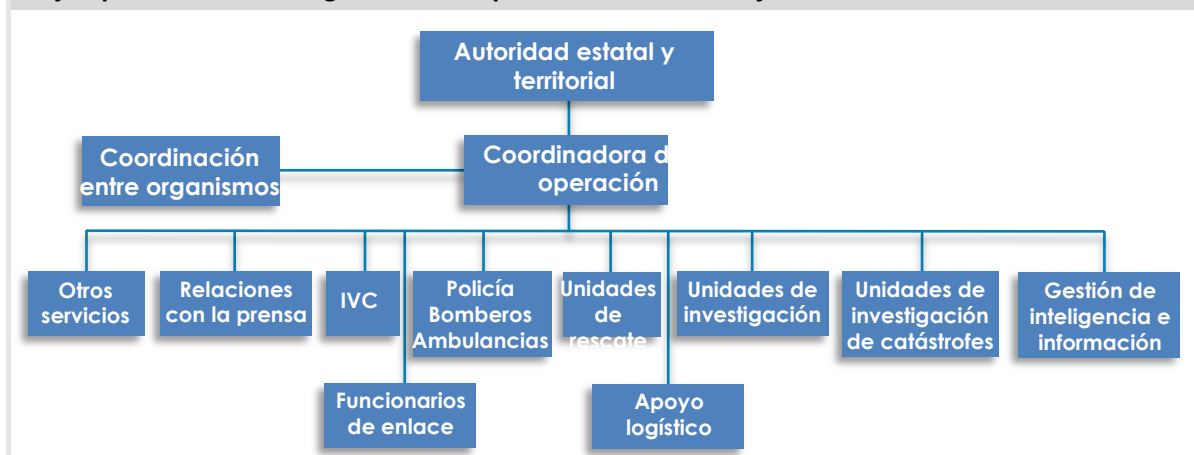 Autoridad estatal y
territorial
Coordinación
entre organismos
Coordinadora d
operación
Otros
servicios
Relaciones
con la prensa
IVC
Policía
Bomberos
Ambulancias
Unidades
de
rescate
Unidades de
investigación
Unidades de
investigación
de catástrofes
Gestión de
inteligencia e
información
Funcionarios
de enlace
Apoyo
logístico